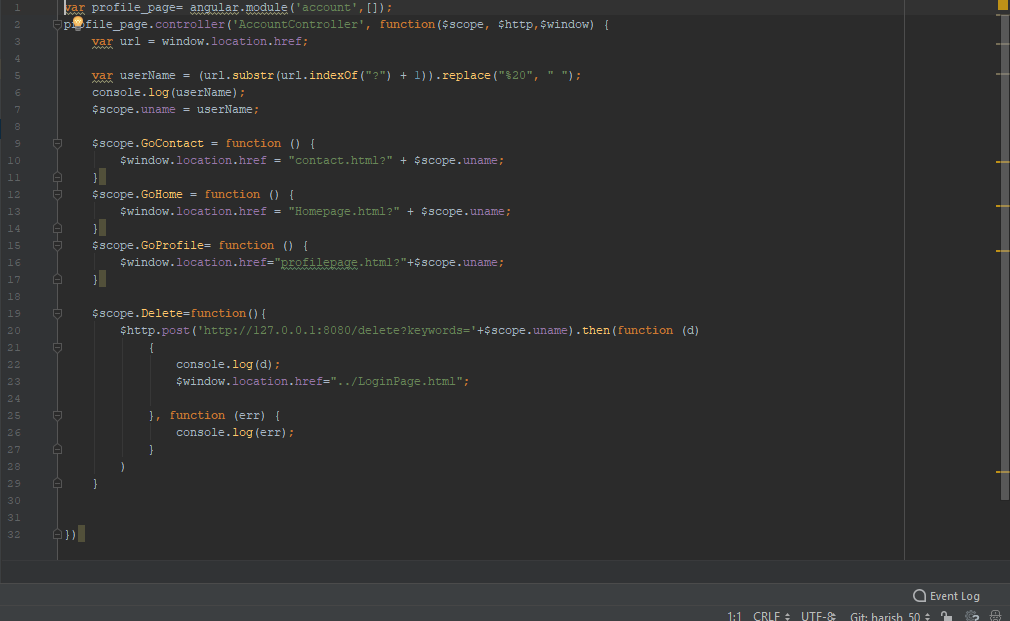 1 var profile_page= angular.module('account',[]);
2 profile_page.controller('AccountController', function($scope, $http,$window) {
3 var url = window.location.href;
4
5 var userName = (url.substr(url.indexOf("?") + 1)).replace("%20", " ");
6 console.log(userName);
7 $scope.uname = userName;
8
9 $scope.GoContact = function () {
10 $window.location.href = "contact.html?" + $scope.uname;
11 }
12 $scope.GoHome = function () {
13 $window.location.href = "Homepage.html?" + $scope.uname;
14 }
15 $scope.GoProfile= function () {
16 $window.location.href="profilepage.html?"+$scope.uname;
17 }
18
19 $scope.Delete=function(){
20 $http.post('http://127.0.0.1:8080/delete?keywords='+$scope.uname).then(function (d)
21 {
22 console.log(d);
23 $window.location.href="../LoginPage.html";
24
25 }, function (err) {
26 console.log(err);
27 }
28 )
29 }
30
31
32 })
Event Log
1:1 CRLF UTF-8 Git: harish_50